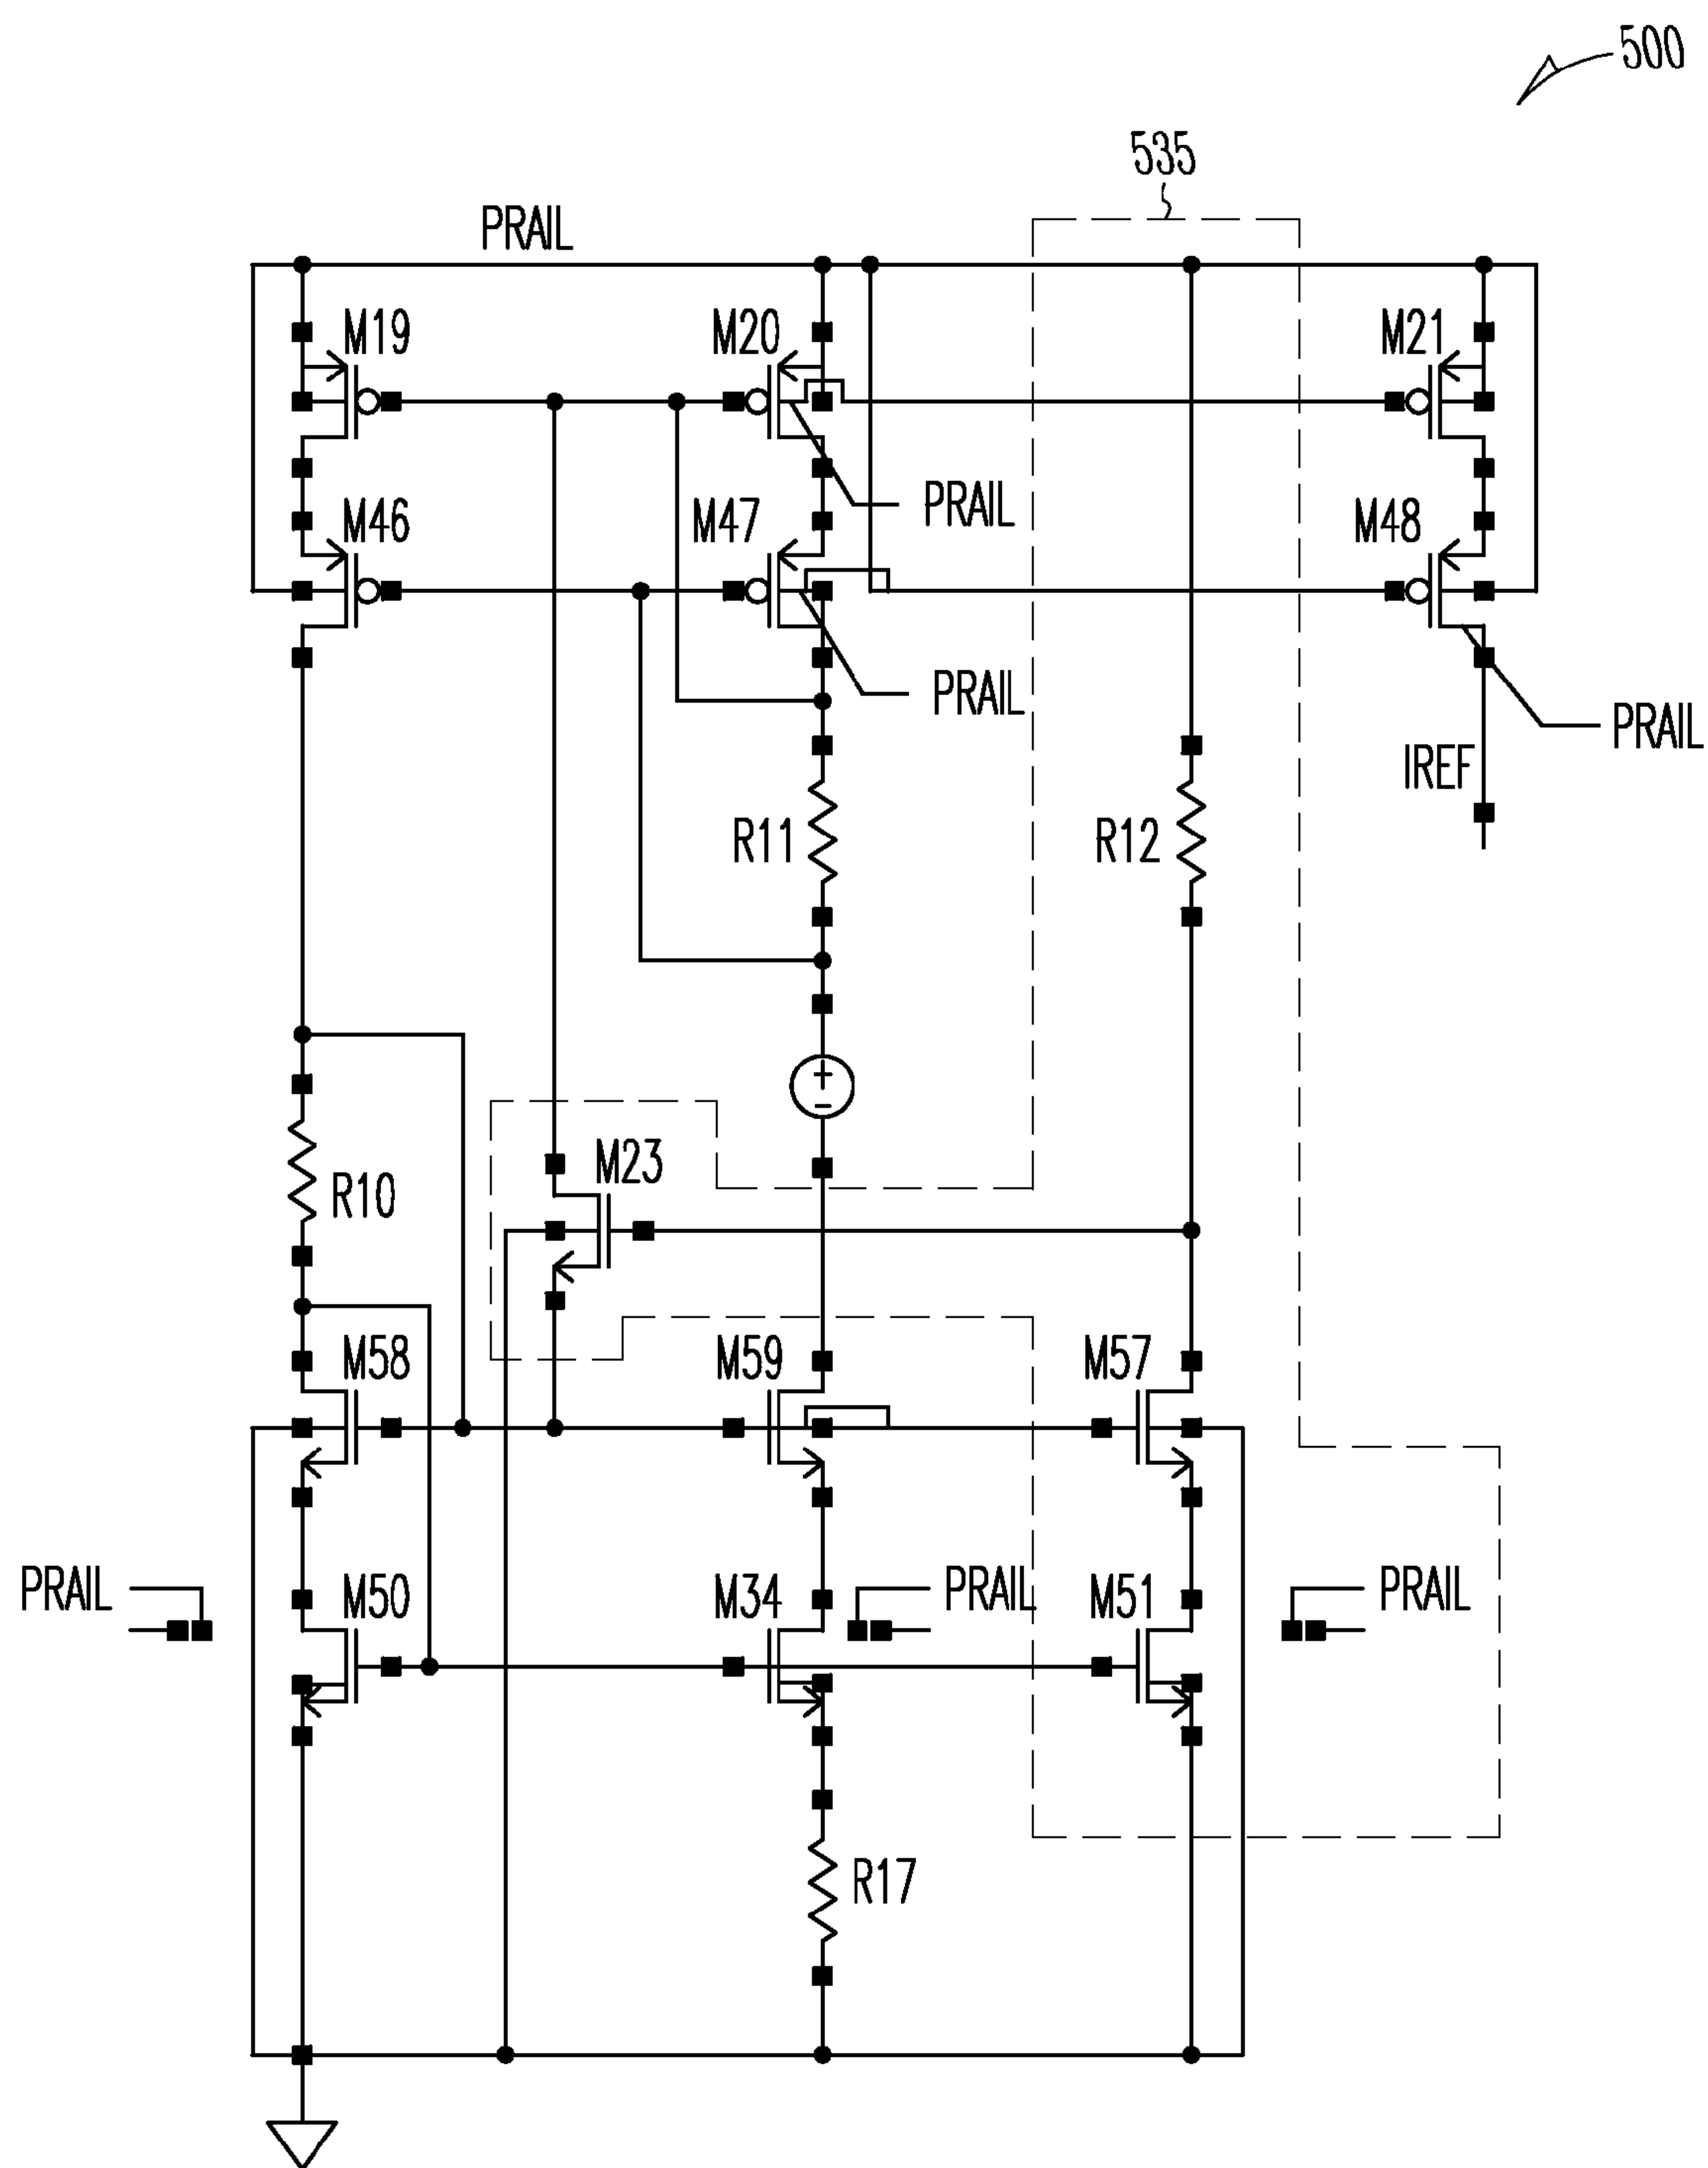 500
535
PRAIL
M19
M20
M21
M46
M47
PRAIL
M48
PRAIL
PRAIL
IREF
R11
R12
+
−
M23
R10
M58
M59
M57
PRAIL
M50
M34
PRAIL
M51
PRAIL
R17